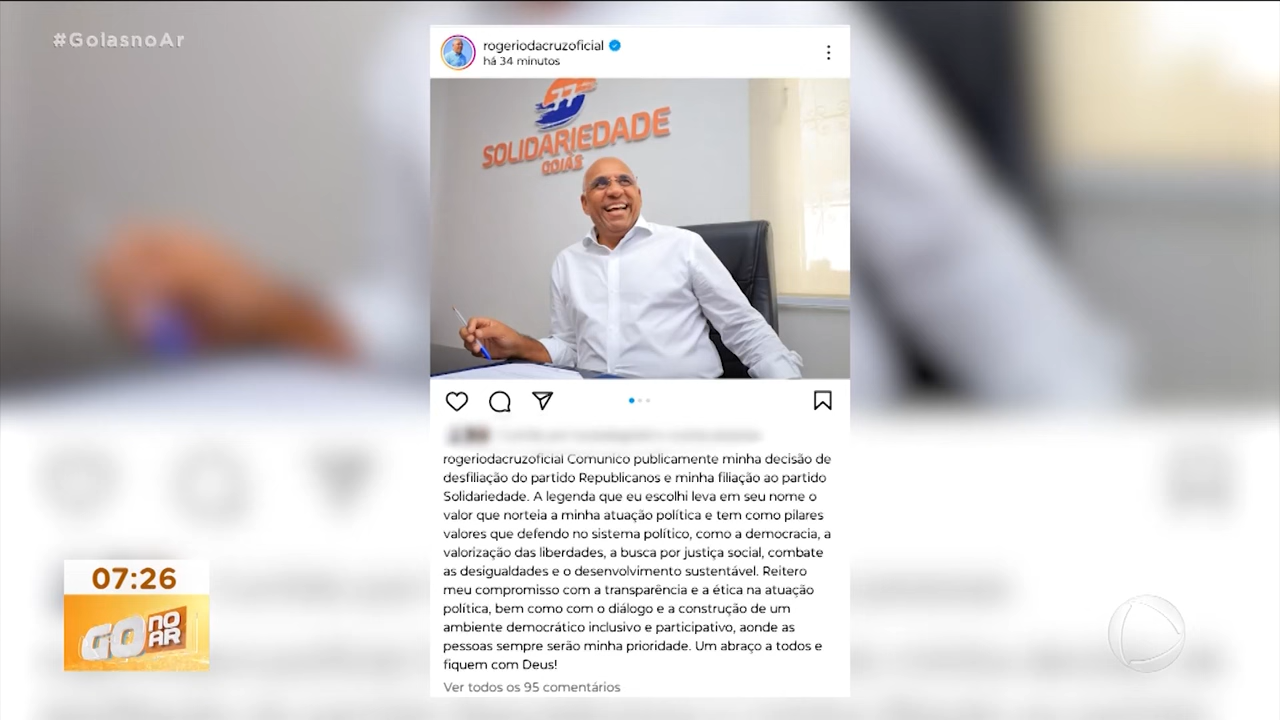 #GoIasnoAr
rogeriodacruzoficial
há 34 minutos
SOLIDARIEDADE
GOIÁS
rogeriodacruzoficial Comunico publicamente minha decisão de
desfiliação do partido Republicanos e minha filiação ao partido
Solidariedade. A legenda que eu escolhi leva em seu nome o
valor que norteia a minha atuação política e tem como pilares
valores que defendo no sistema político, como a democracia, a
valorização das liberdades, a busca por justiça social, combate
as desigualdades e o desenvolvimento sustentável. Reitero
meu compromisso com a transparência e a ética na atuação
política, bem como com o diálogo e a construção de um
ambiente democrático inclusivo e participativo, aonde as
pessoas sempre serão minha prioridade. Um abraço a todos e
fiquem com Deus!
Ver todos os 95 comentários
07:26
GO NO
AR